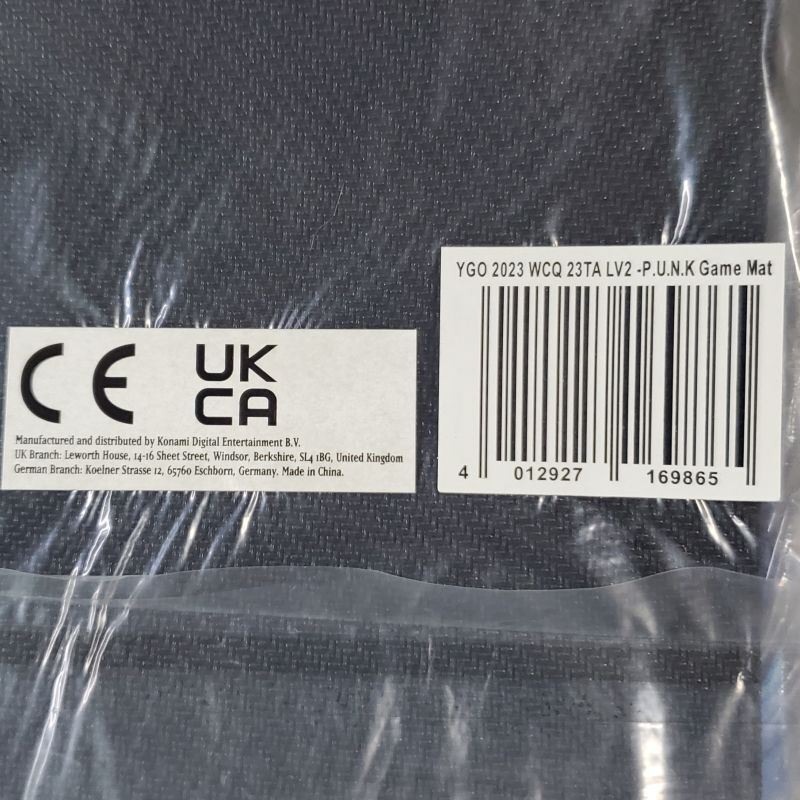 CE
UK
CA
Manufactured and distributed by Konami Digital Entertainment B.V.
UK Branch: Leworth House, 14-16 Sheet Street, Windsor, Berkshire, SL4 1BG, United Kingdom
German Branch: Koelner Strasse 12, 65760 Eschborn, Germany. Made in China.
YGO 2023 WCQ 23TA LV2 -P.U.N.K Game Mat
4 012927 169865